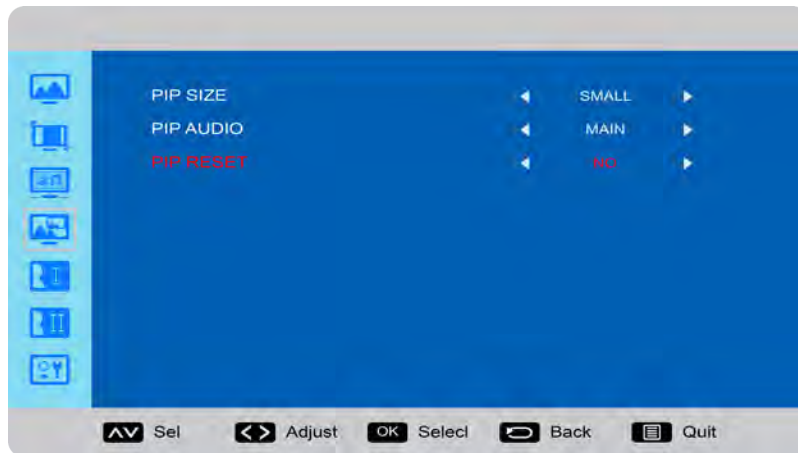 PIP SIZE SMALL
PIP AUDIO MAIN
PIP RESET NO
Sel Adjust OK Selecl Back Quit